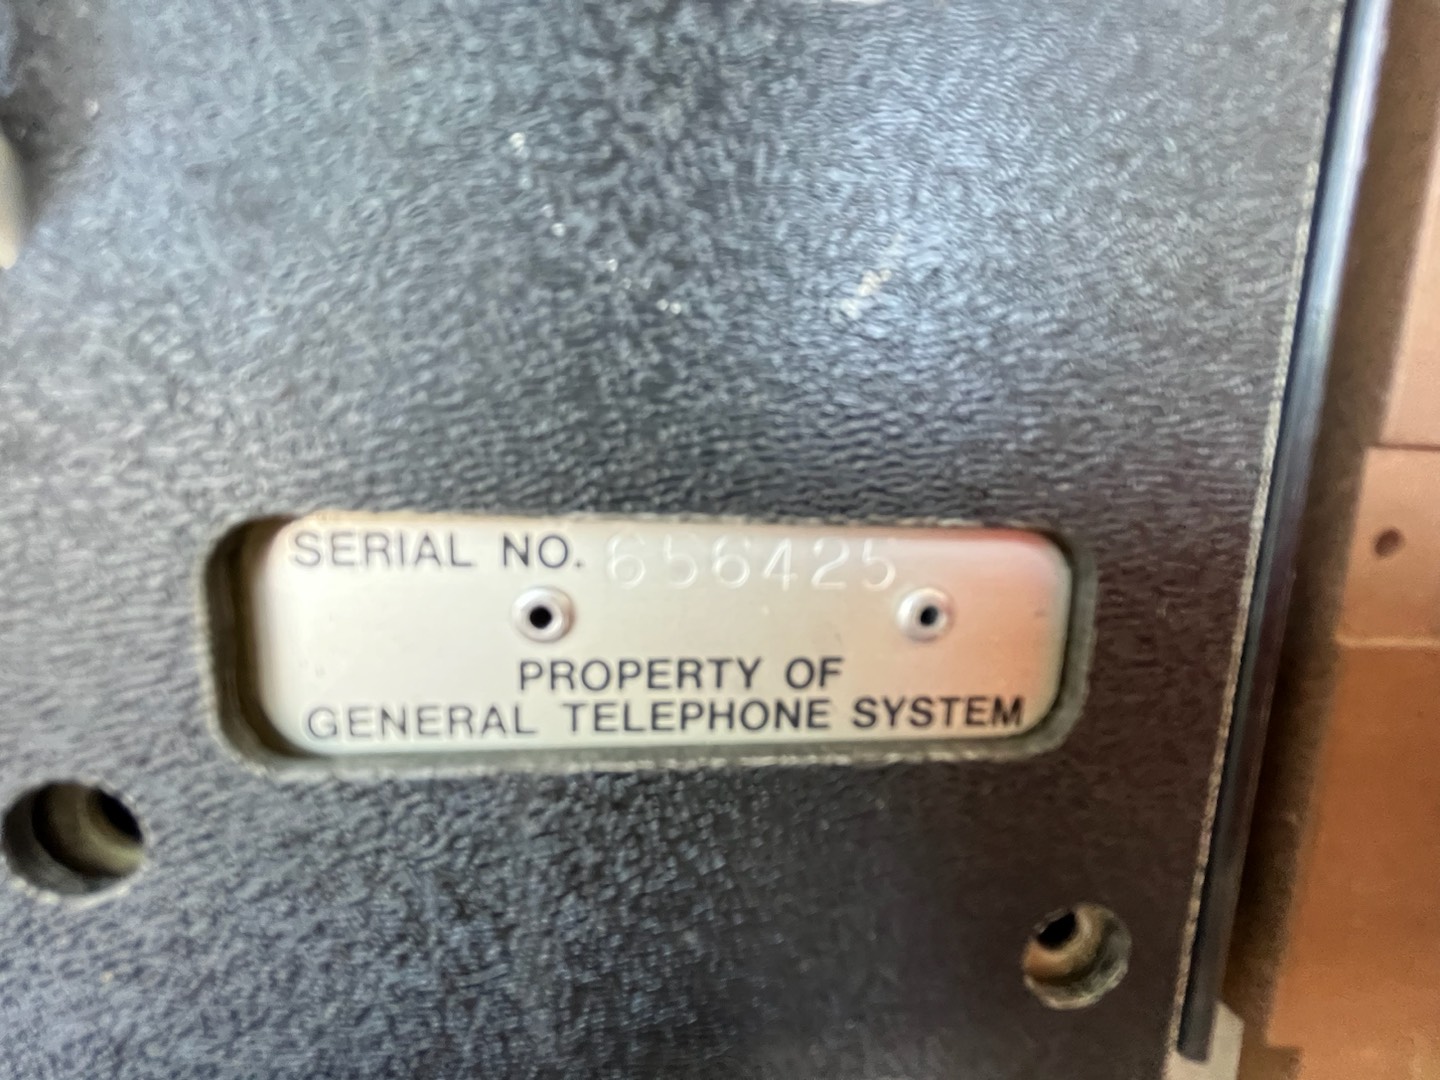 SERIAL NO. 656425
PROPERTY OF
GENERAL TELEPHONE SYSTEM